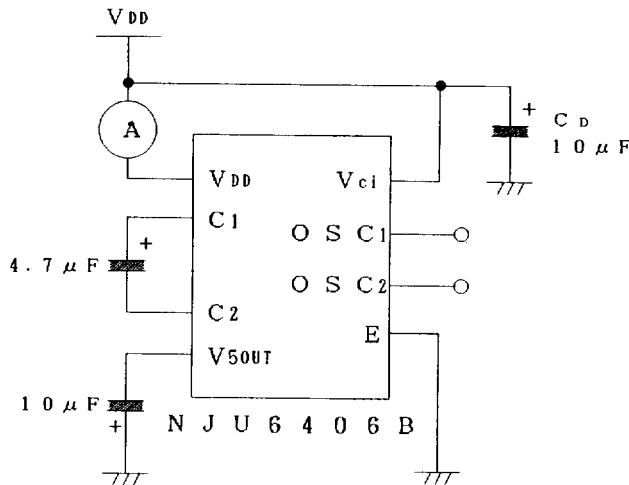 VDD
A
+
CD
10μF
VDD
Vci
C1
+
OSC1
4.7μF
OSC2
C2
E
V5OUT
10μF
+
NJU6406B